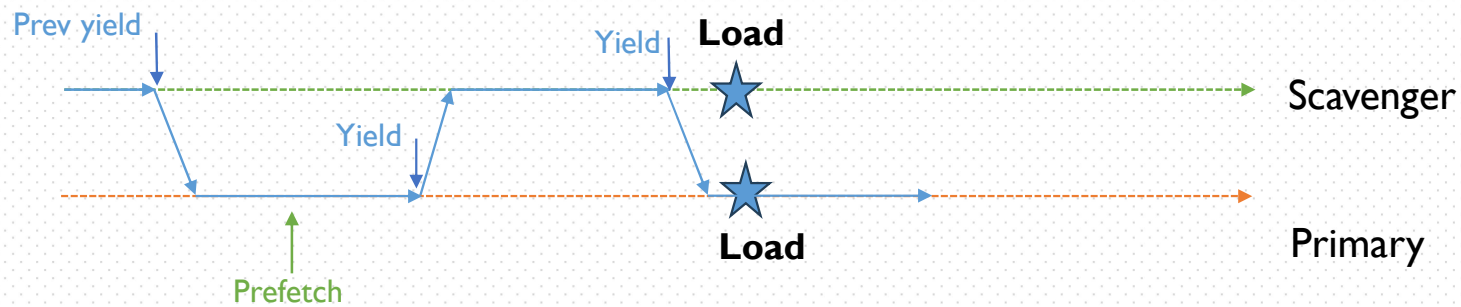 Prev yield
Yield
Load
Scavenger
Yield
Load
Primary
Prefetch